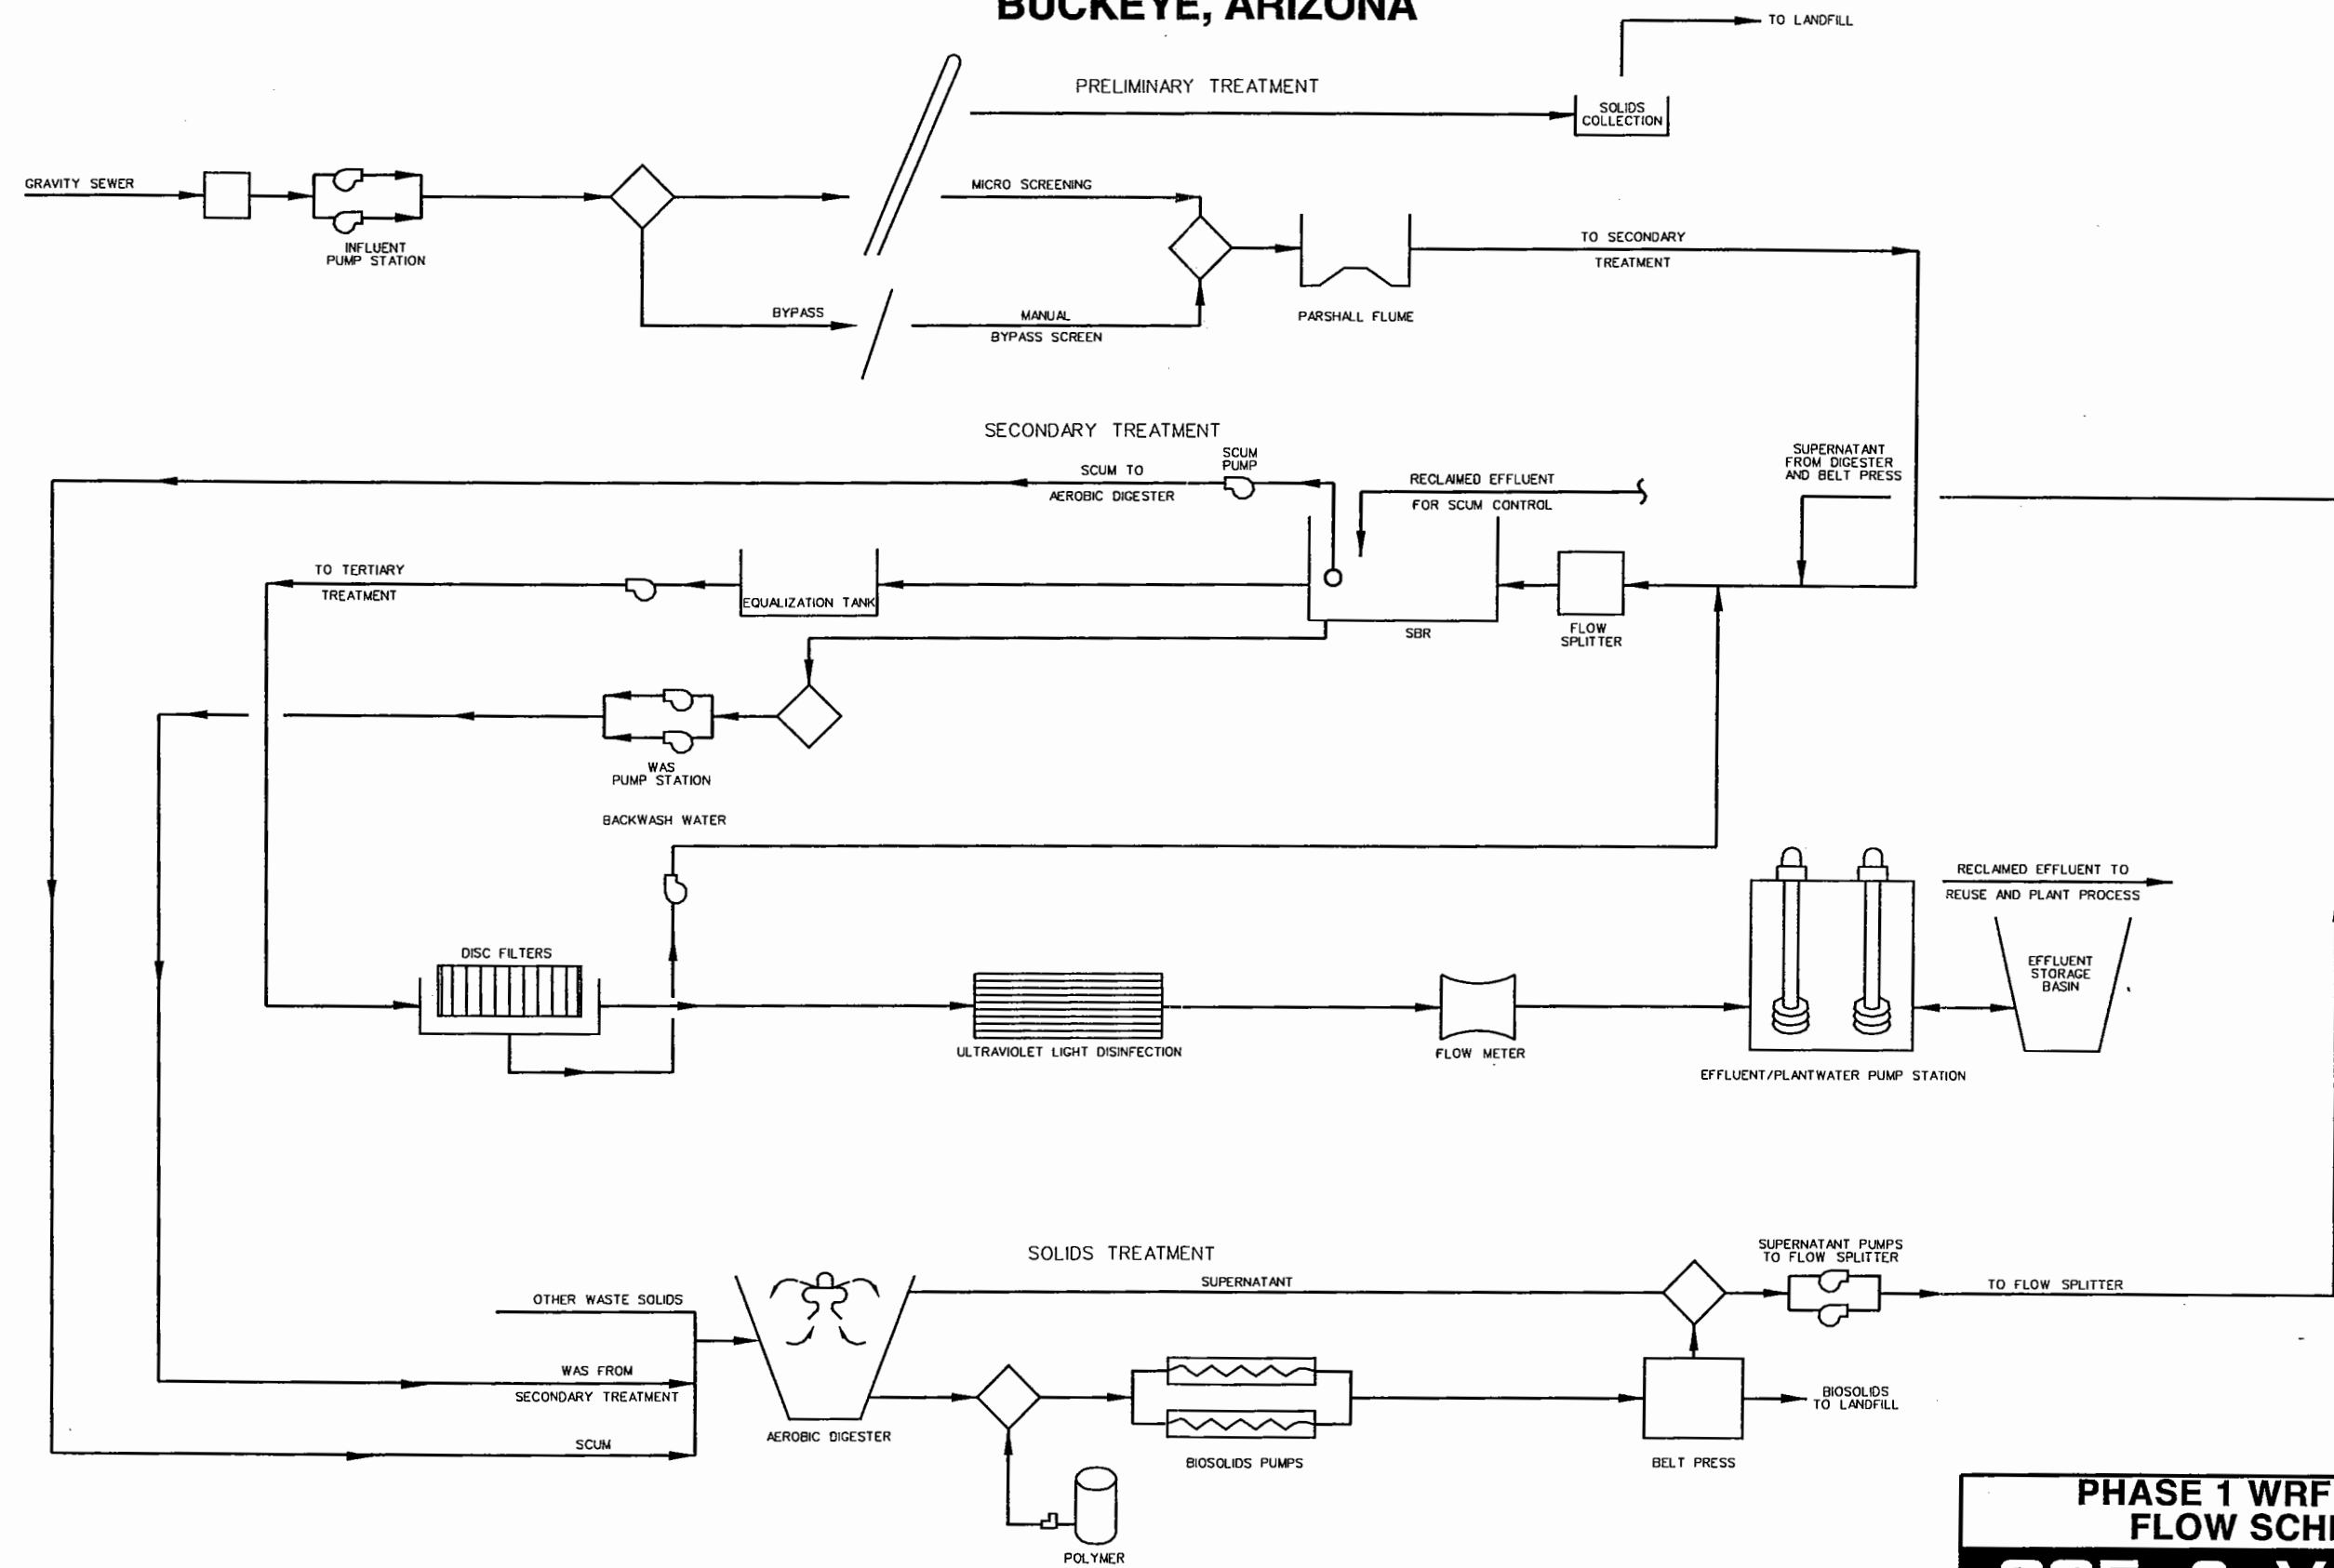 BUCKEYE, ARIZONA
TO LANDFILL
PRELIMINARY TREATMENT
SOLIDS
COLLECTION
GRAVITY SEWER
MICRO SCREENING
INFLUENT
PUMP STATION
TO SECONDARY
TREATMENT
BYPASS
MANUAL
BYPASS SCREEN
PARSHALL FLUME
SECONDARY TREATMENT
SCUM
PUMP
SCUM TO
AEROBIC DIGESTER
RECLAIMED EFFLUENT
FOR SCUM CONTROL
SUPERNATANT
FROM DIGESTER
AND BELT PRESS
TO TERTIARY
TREATMENT
EQUALIZATION TANK
SBR
FLOW
SPLITTER
WAS
PUMP STATION
BACKWASH WATER
RECLAIMED EFFLUENT TO
REUSE AND PLANT PROCESS
DISC FILTERS
EFFLUENT
STORAGE
BASIN
ULTRAVIOLET LIGHT DISINFECTION
FLOW METER
EFFLUENT/PLANTWATER PUMP STATION
SOLIDS TREATMENT
SUPERNATANT PUMPS
TO FLOW SPLITTER
OTHER WASTE SOLIDS
SUPERNATANT
TO FLOW SPLITTER
WAS FROM
SECONDARY TREATMENT
BIOSOLIDS
TO LANDFILL
SCUM
AEROBIC DIGESTER
BIOSOLIDS PUMPS
BELT PRESS
POLYMER
PHASE 1 WRF
FLOW SCH